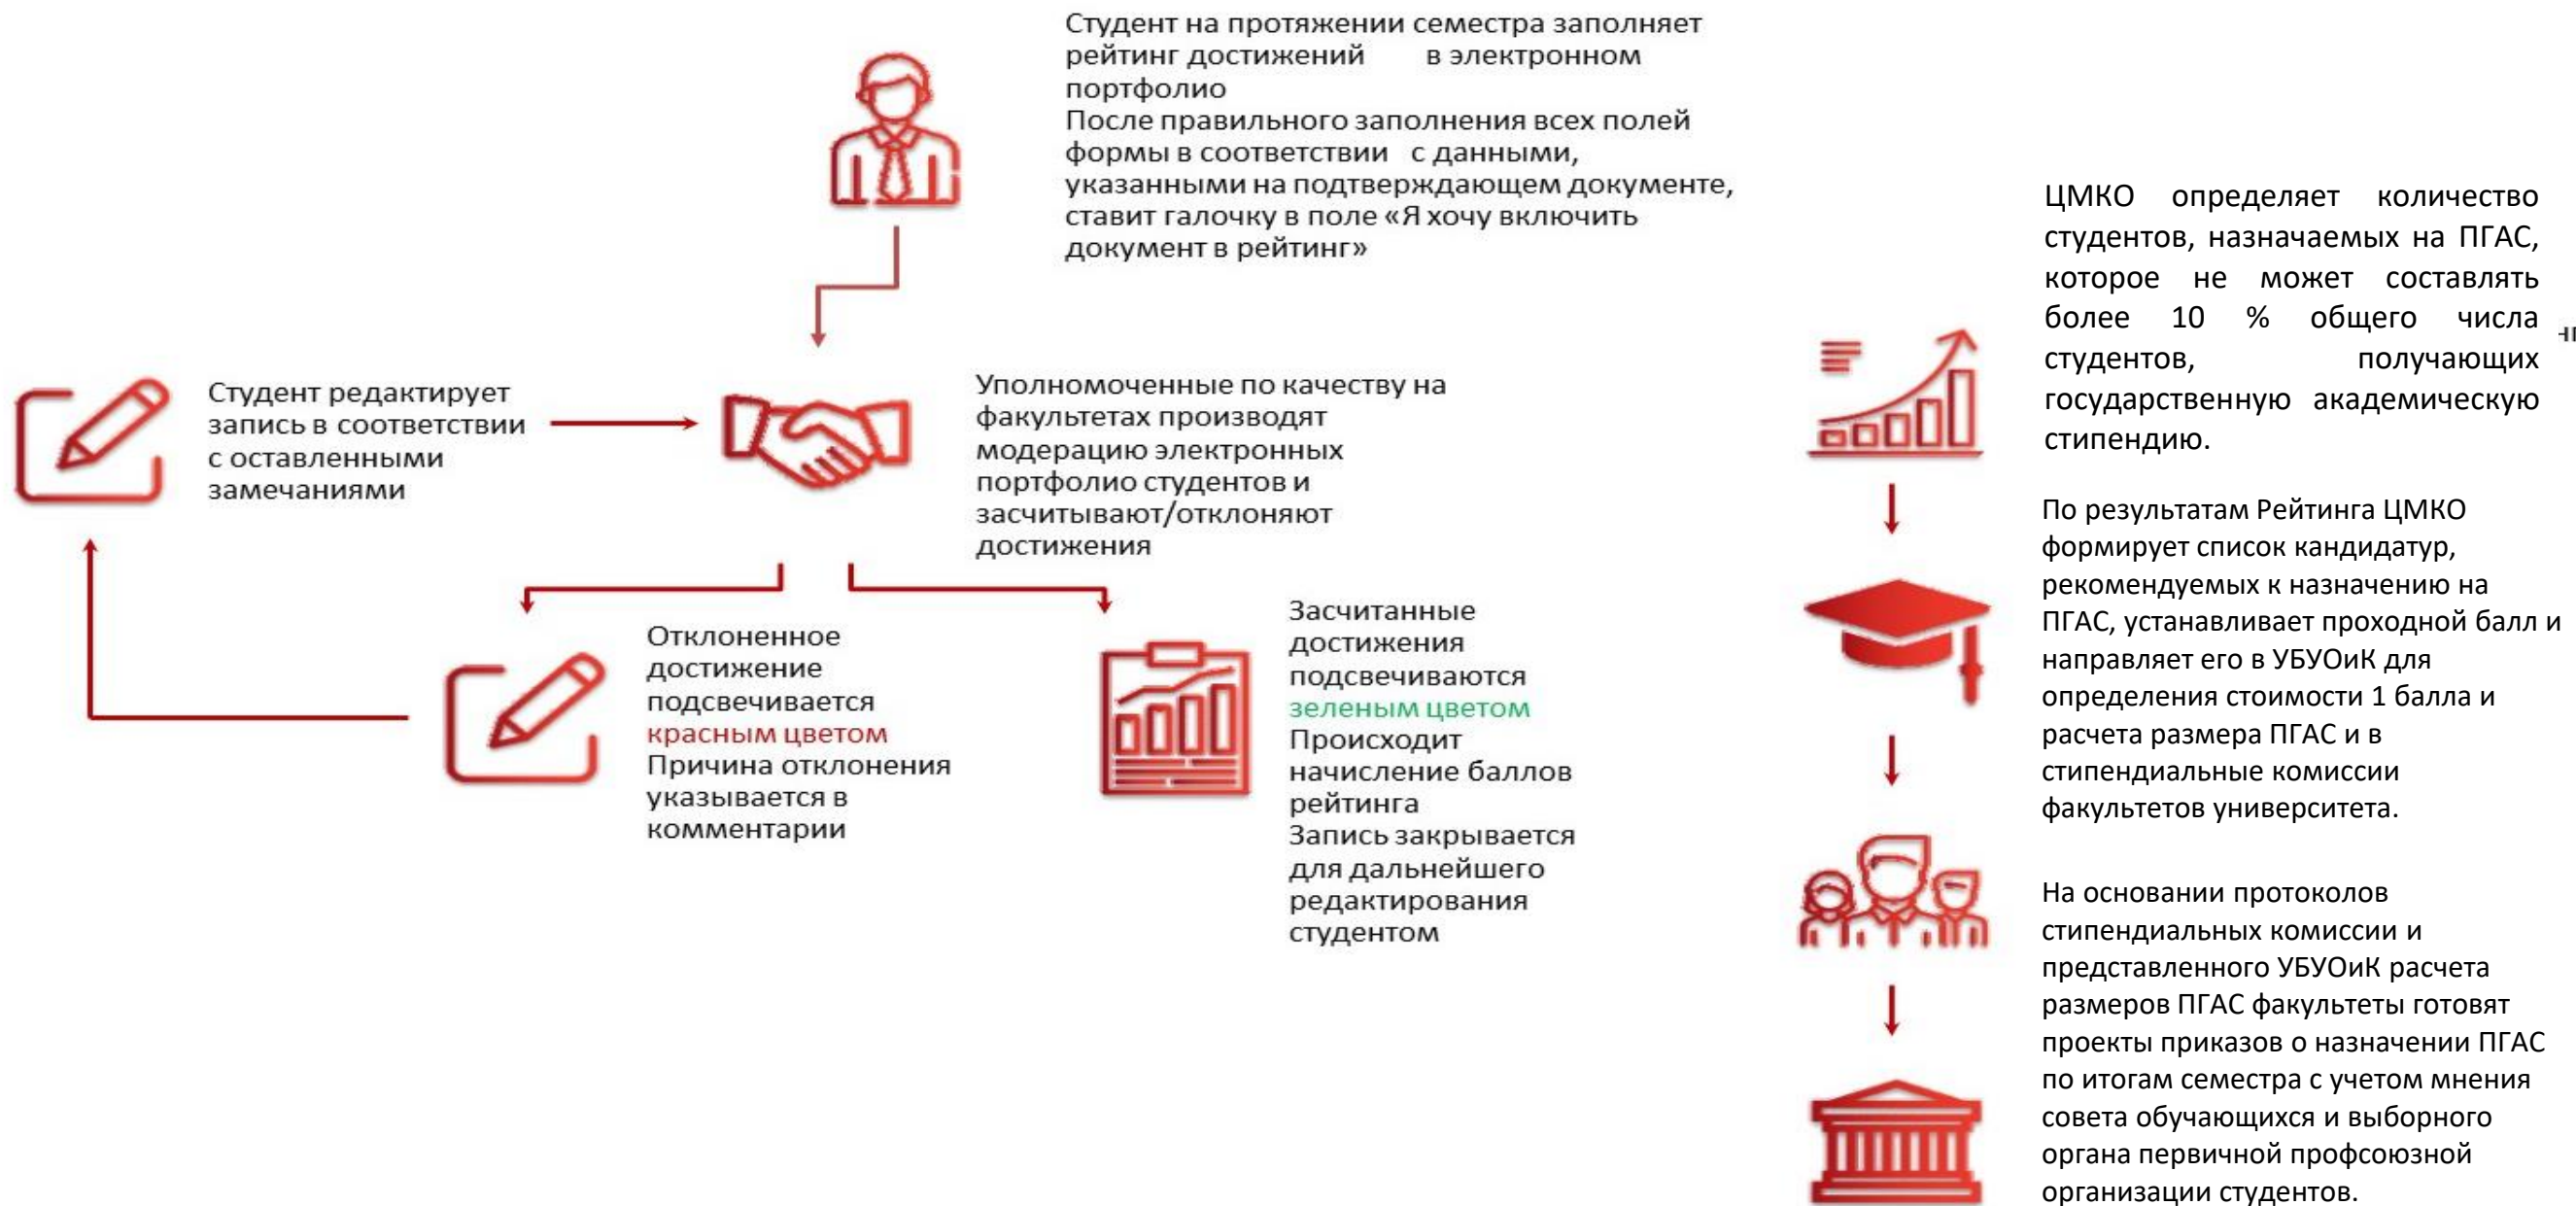 Студент на протяжении семестра заполняет
рейтинг достижений в электронном
портфолио
После правильного заполнения всех полей
формы в соответствии с данными,
указанными на подтверждающем документе,
ставит галочку в поле «Я хочу включить
документ в рейтинг»
Студент редактирует
запись в соответствии
с оставленными
замечаниями
Уполномоченные по качеству на
факультетах производят
модерацию электронных
портфолио студентов и
засчитывают/отклоняют
достижения
Отклоненное
достижение
подсвечивается
красным цветом
Причина отклонения
указывается в
комментарии
Засчитанные
достижения
подсвечиваются
зеленым цветом
Происходит
начисление баллов
рейтинга
Запись закрывается
для дальнейшего
редактирования
студентом
ЦМКО определяет количество
студентов, назначаемых на ПГАС,
которое не может составлять
более 10 % общего числа
студентов, получающих
государственную академическую
стипендию.
По результатам Рейтинга ЦМКО
формирует список кандидатур,
рекомендуемых к назначению на
ПГАС, устанавливает проходной балл и
направляет его в УБУОиК для
определения стоимости 1 балла и
расчета размера ПГАС и в
стипендиальные комиссии
факультетов университета.
На основании протоколов
стипендиальных комиссии и
представленного УБУОиК расчета
размеров ПГАС факультеты готовят
проекты приказов о назначении ПГАС
по итогам семестра с учетом мнения
совета обучающихся и выборного
органа первичной профсоюзной
организации студентов.